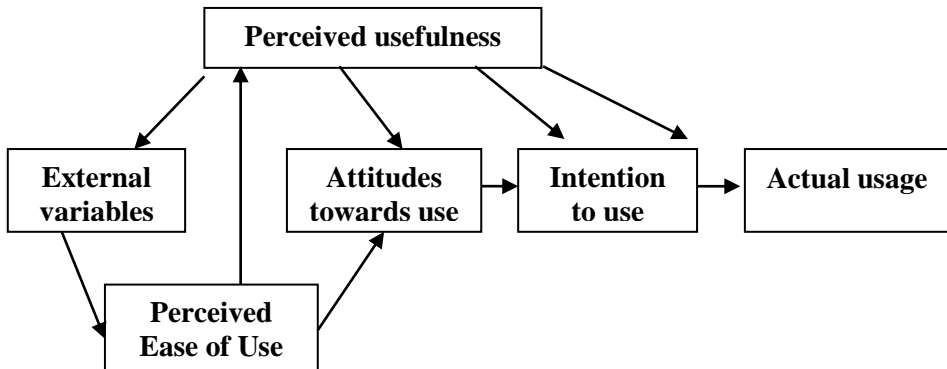 Perceived usefulness
External
variables
Attitudes
towards use
Intention
to use
Actual usage
Perceived
Ease of Use